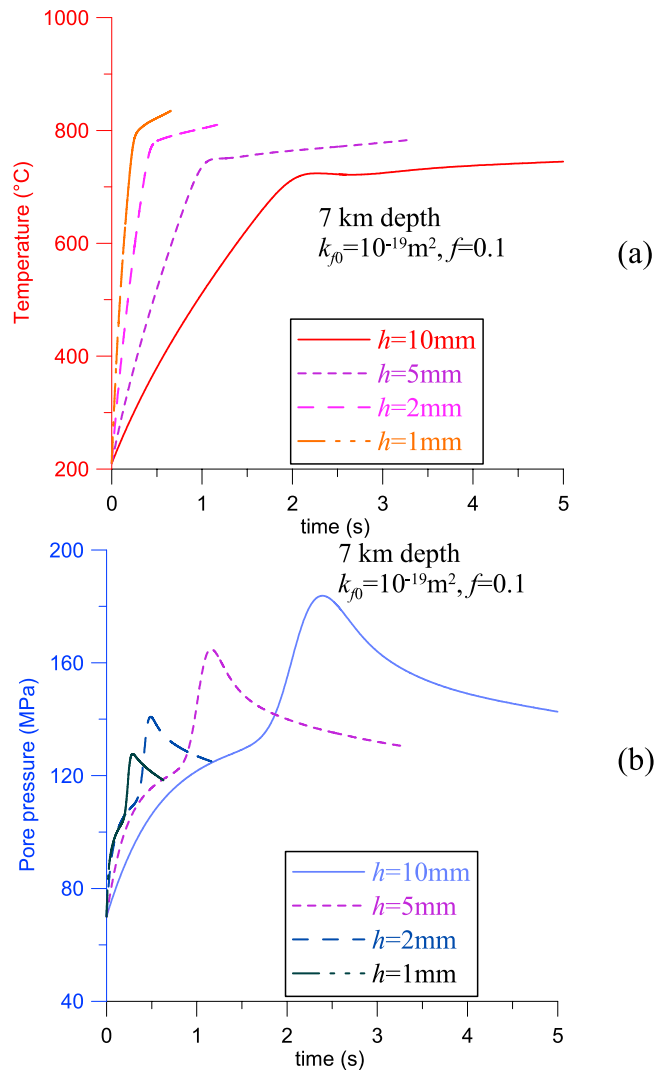 1000
800
600
400
200
Temperature (°C)
7 km depth
k_f0=10^-19m^2, f=0.1
(a)
h=10mm
h=5mm
h=2mm
h=1mm
0
1
2
3
4
5
time (s)
200
160
120
80
40
Pore pressure (MPa)
7 km depth
k_f0=10^-19m^2, f=0.1
(b)
h=10mm
h=5mm
h=2mm
h=1mm
0
1
2
3
4
5
time (s)